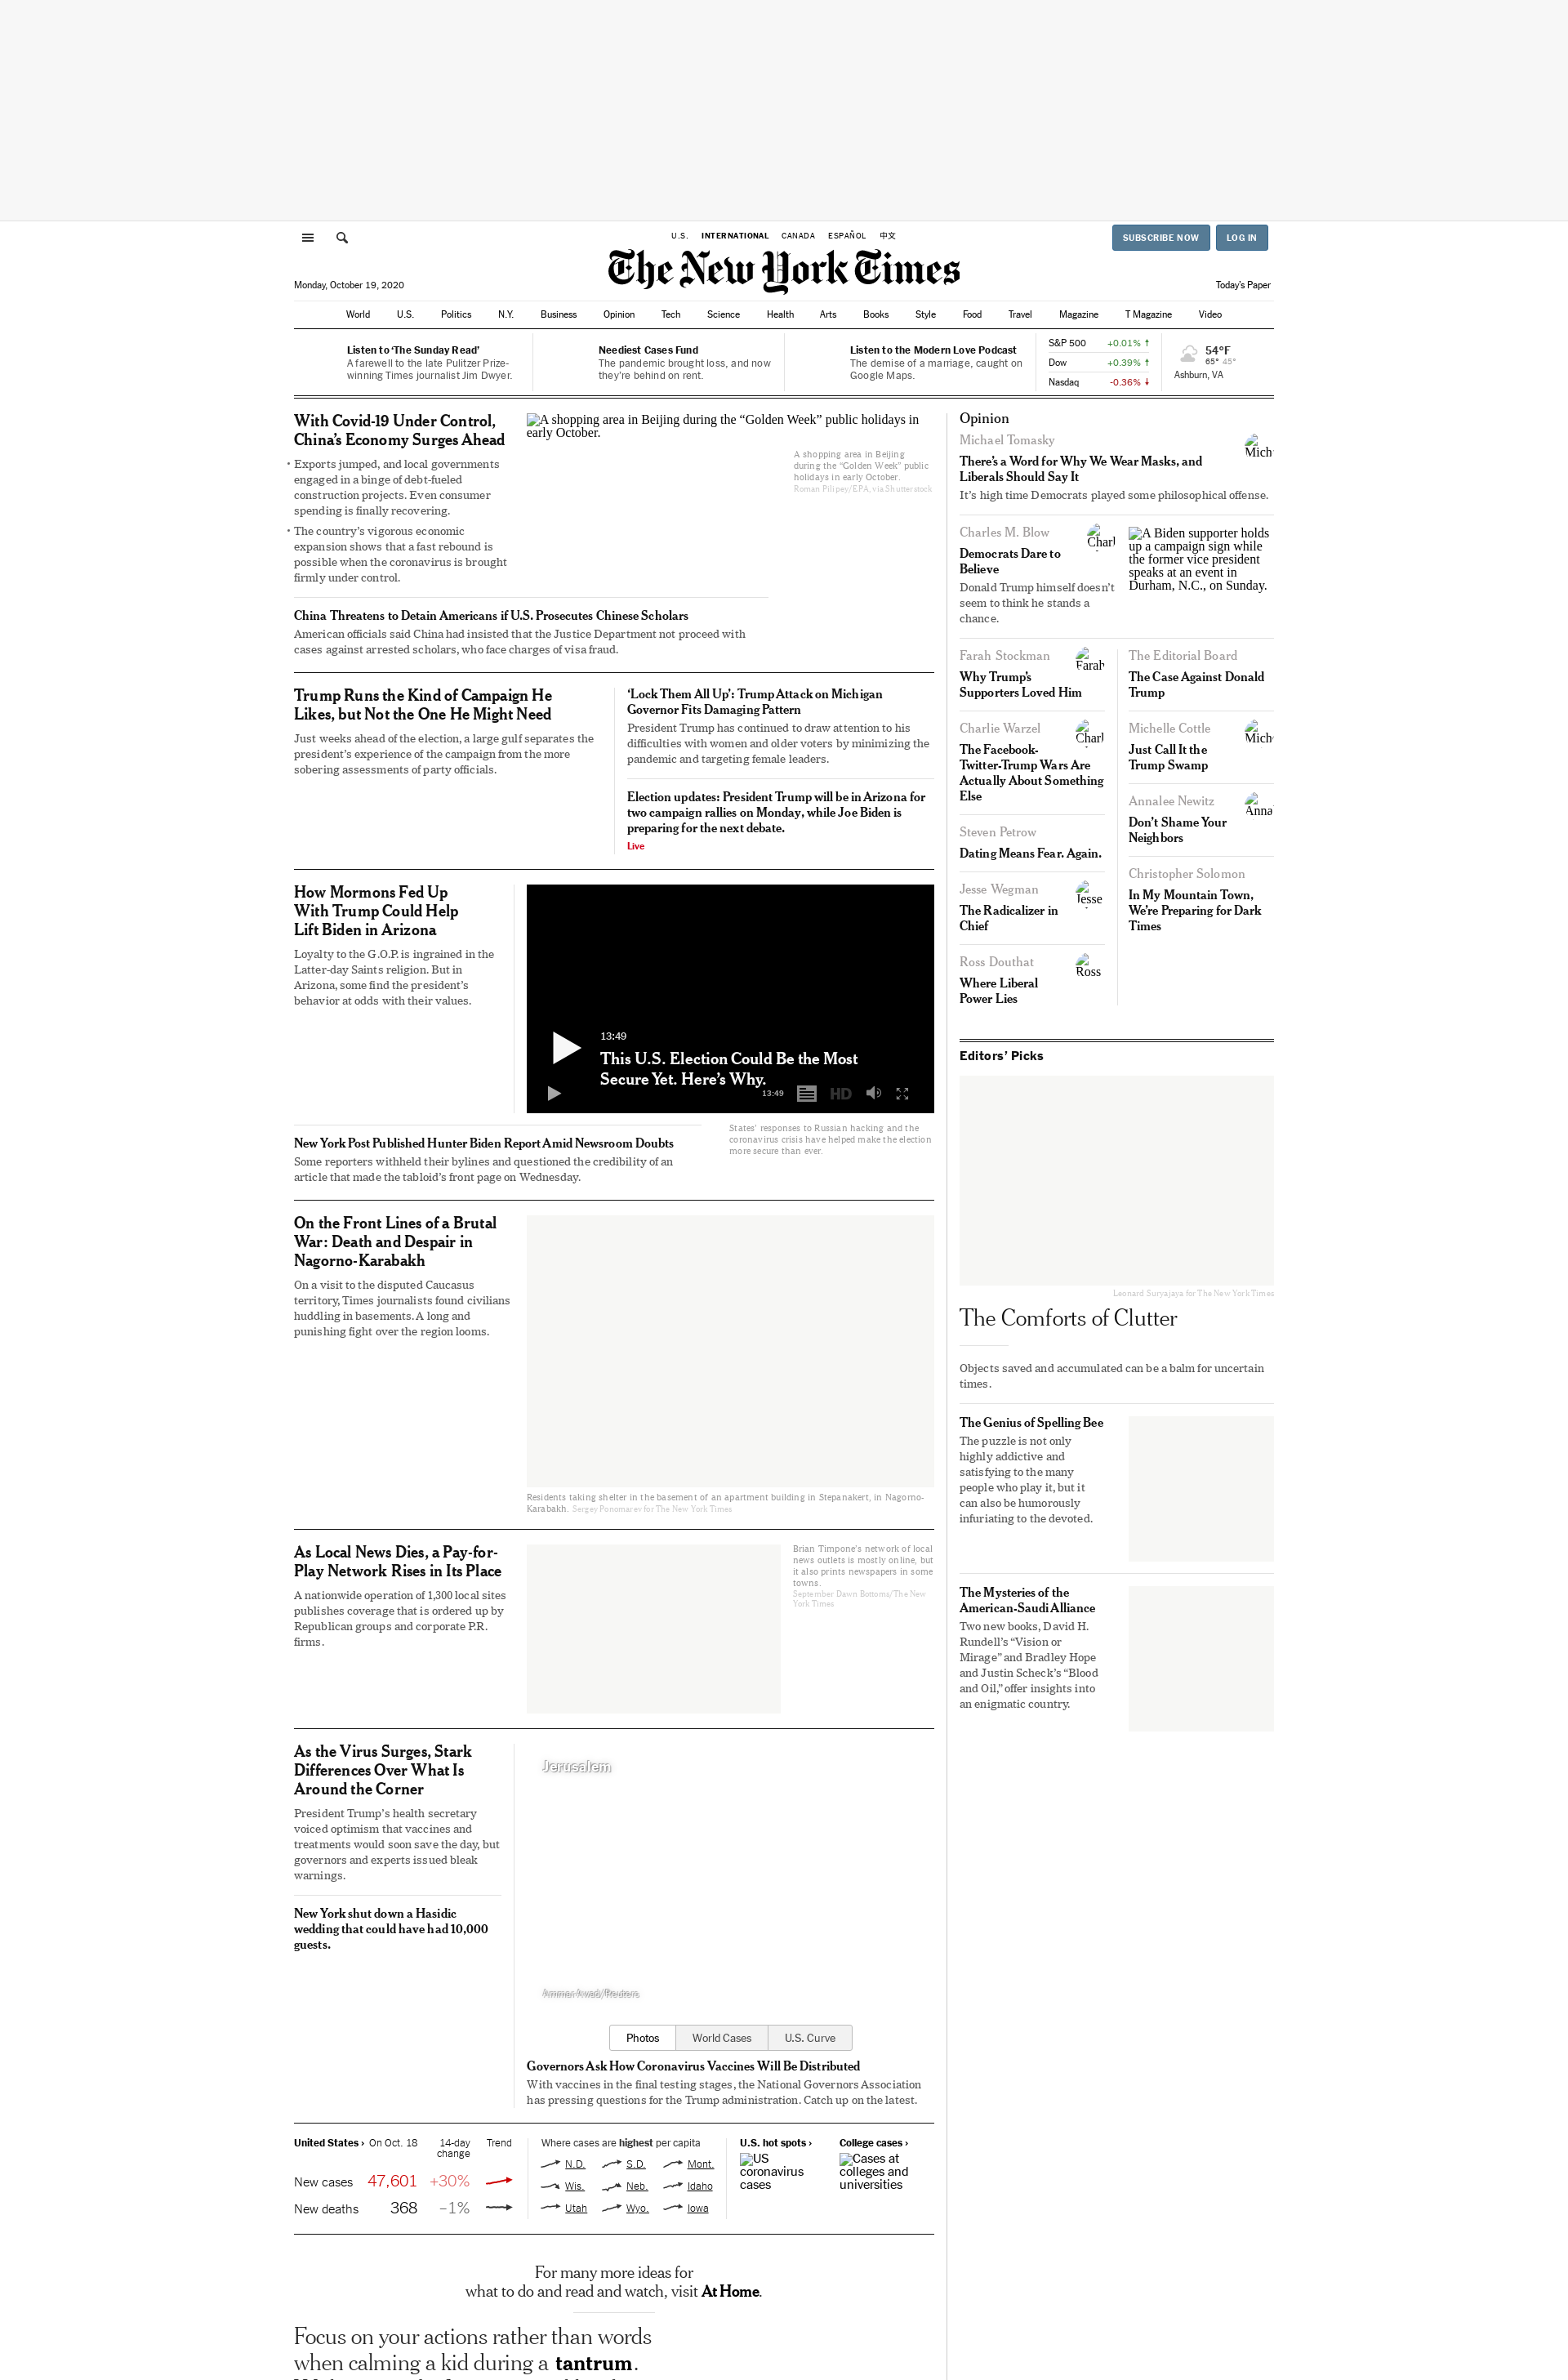 U.S. INTERNATIONAL CANADA ESPAÑOL 中文
SUBSCRIBE NOW LOG IN
The New York Times
Monday, October 19, 2020
Today's Paper
World U.S. Politics N.Y. Business Opinion Tech Science Health Arts Books Style Food Travel Magazine T Magazine Video
Listen to ‘The Sunday Read’
A farewell to the late Pulitzer Prize-
winning Times journalist Jim Dwyer.
Neediest Cases Fund
The pandemic brought loss, and now
they’re behind on rent.
Listen to the Modern Love Podcast
The demise of a marriage, caught on
Google Maps.
S&P 500 +0.01%
Dow +0.39%
Nasdaq -0.36%
54°F
65° 45°
Ashburn, VA
With Covid-19 Under Control,
China’s Economy Surges Ahead
• Exports jumped, and local governments
engaged in a binge of debt-fueled
construction projects. Even consumer
spending is finally recovering.
• The country’s vigorous economic
expansion shows that a fast rebound is
possible when the coronavirus is brought
firmly under control.
A shopping area in Beijing during the “Golden Week” public holidays in
early October.
A shopping area in Beijing
during the “Golden Week” public
holidays in early October.
Roman Pilipey/EPA, via Shutterstock
China Threatens to Detain Americans if U.S. Prosecutes Chinese Scholars
American officials said China had insisted that the Justice Department not proceed with
cases against arrested scholars, who face charges of visa fraud.
Trump Runs the Kind of Campaign He
Likes, but Not the One He Might Need
Just weeks ahead of the election, a large gulf separates the
president’s experience of the campaign from the more
sobering assessments of party officials.
‘Lock Them All Up’: Trump Attack on Michigan
Governor Fits Damaging Pattern
President Trump has continued to draw attention to his
difficulties with women and older voters by minimizing the
pandemic and targeting female leaders.
Election updates: President Trump will be in Arizona for
two campaign rallies on Monday, while Joe Biden is
preparing for the next debate.
Live
How Mormons Fed Up
With Trump Could Help
Lift Biden in Arizona
Loyalty to the G.O.P. is ingrained in the
Latter-day Saints religion. But in
Arizona, some find the president’s
behavior at odds with their values.
13:49
This U.S. Election Could Be the Most
Secure Yet. Here’s Why.
13:49 HD
States’ responses to Russian hacking and the
coronavirus crisis have helped make the election
more secure than ever.
New York Post Published Hunter Biden Report Amid Newsroom Doubts
Some reporters withheld their bylines and questioned the credibility of an
article that made the tabloid’s front page on Wednesday.
On the Front Lines of a Brutal
War: Death and Despair in
Nagorno-Karabakh
On a visit to the disputed Caucasus
territory, Times journalists found civilians
huddling in basements. A long and
punishing fight over the region looms.
Residents taking shelter in the basement of an apartment building in Stepanakert, in Nagorno-
Karabakh. Sergey Ponomarev for The New York Times
As Local News Dies, a Pay-for-
Play Network Rises in Its Place
A nationwide operation of 1,300 local sites
publishes coverage that is ordered up by
Republican groups and corporate P.R.
firms.
Brian Timpone’s network of local
news outlets is mostly online, but
it also prints newspapers in some
towns.
September Dawn Bottoms/The New
York Times
As the Virus Surges, Stark
Differences Over What Is
Around the Corner
President Trump’s health secretary
voiced optimism that vaccines and
treatments would soon save the day, but
governors and experts issued bleak
warnings.
New York shut down a Hasidic
wedding that could have had 10,000
guests.
Jerusalem
Ammar Awad/Reuters
Photos World Cases U.S. Curve
Governors Ask How Coronavirus Vaccines Will Be Distributed
With vaccines in the final testing stages, the National Governors Association
has pressing questions for the Trump administration. Catch up on the latest.
United States › On Oct. 18 14-day
change Trend
New cases 47,601 +30%
New deaths 368 –1%
Where cases are highest per capita
N.D. S.D. Mont.
Wis. Neb. Idaho
Utah Wyo. Iowa
U.S. hot spots ›
US
coronavirus
cases
College cases ›
Cases at
colleges and
universities
For many more ideas for
what to do and read and watch, visit At Home.
Focus on your actions rather than words
when calming a kid during a tantrum.
Opinion
Michael Tomasky
Mich
There’s a Word for Why We Wear Masks, and
Liberals Should Say It
It’s high time Democrats played some philosophical offense.
Charles M. Blow
Charl
Democrats Dare to
Believe
Donald Trump himself doesn’t
seem to think he stands a
chance.
A Biden supporter holds
up a campaign sign while
the former vice president
speaks at an event in
Durham, N.C., on Sunday.
Farah Stockman
Farah
Why Trump’s
Supporters Loved Him
Charlie Warzel
Charl
The Facebook-
Twitter-Trump Wars Are
Actually About Something
Else
Steven Petrow
Dating Means Fear. Again.
Jesse Wegman
Jesse
The Radicalizer in
Chief
Ross Douthat
Ross
Where Liberal
Power Lies
The Editorial Board
The Case Against Donald
Trump
Michelle Cottle
Mich
Just Call It the
Trump Swamp
Annalee Newitz
Anna
Don’t Shame Your
Neighbors
Christopher Solomon
In My Mountain Town,
We’re Preparing for Dark
Times
Editors’ Picks
Leonard Suryajaya for The New York Times
The Comforts of Clutter
Objects saved and accumulated can be a balm for uncertain
times.
The Genius of Spelling Bee
The puzzle is not only
highly addictive and
satisfying to the many
people who play it, but it
can also be humorously
infuriating to the devoted.
The Mysteries of the
American-Saudi Alliance
Two new books, David H.
Rundell’s “Vision or
Mirage” and Bradley Hope
and Justin Scheck’s “Blood
and Oil,” offer insights into
an enigmatic country.